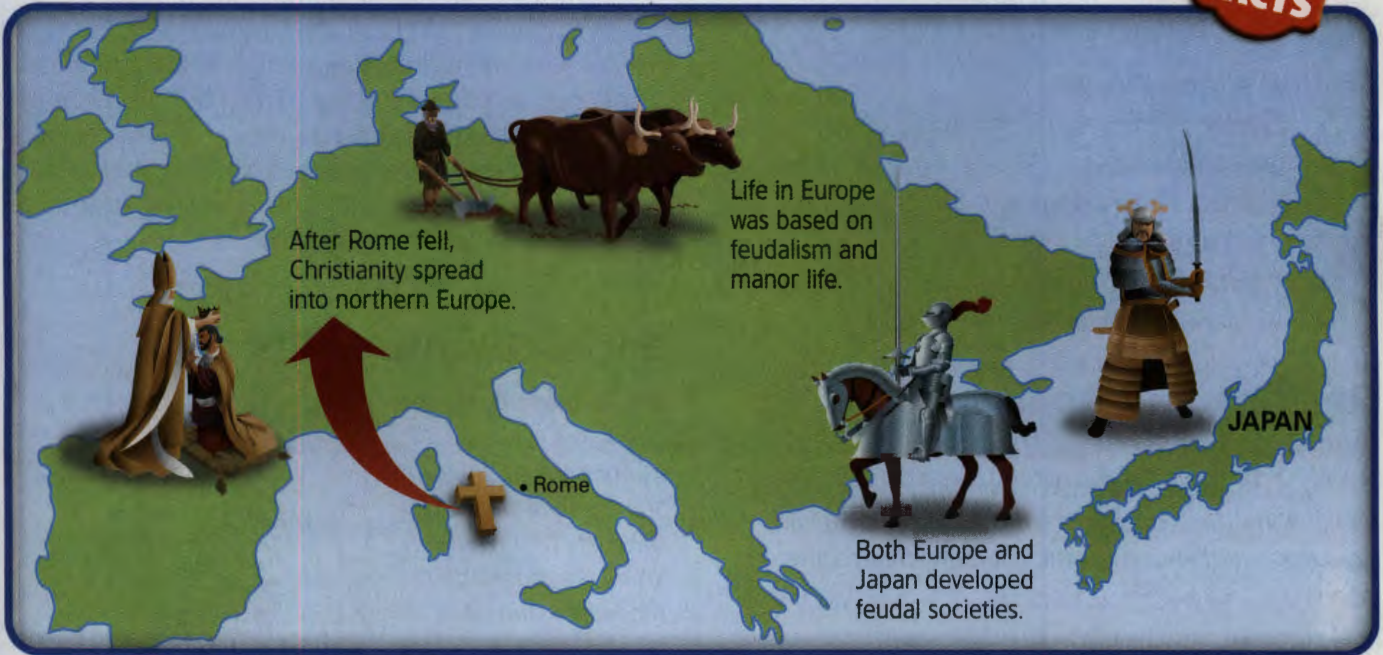 After Rome fell,
Christianity spread
into northern Europe.
Life in Europe
was based on
feudalism and
manor life.
• Rome
JAPAN
Both Europe and
Japan developed
feudal societies.